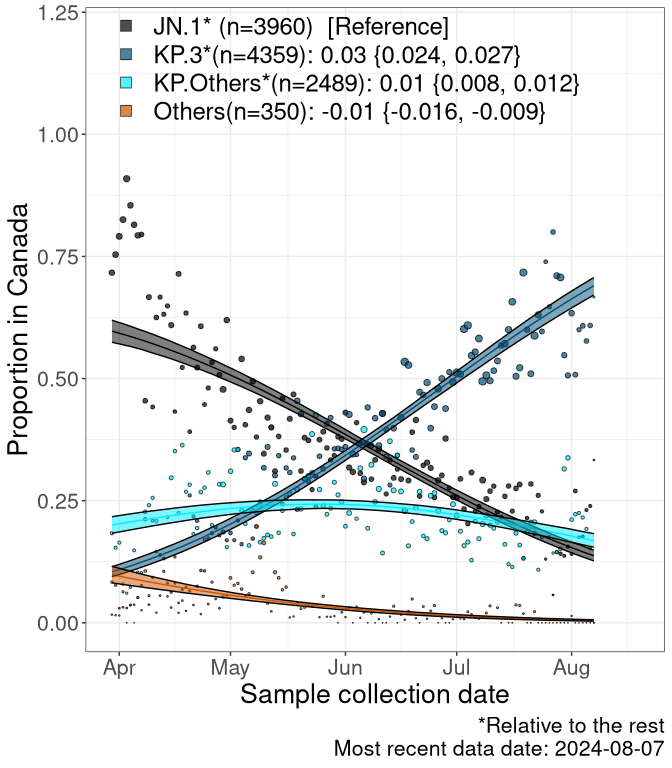 JN.1* (n=3960)  [Reference]
KP.3*(n=4359): 0.03 {0.024, 0.027}
KP.Others*(n=2489): 0.01 {0.008, 0.012}
Others(n=350): -0.01 {-0.016, -0.009}
1.25
1.00
0.75
0.50
0.25
0.00
Proportion in Canada
Apr May Jun Jul Aug
Sample collection date
*Relative to the rest
Most recent data date: 2024-08-07